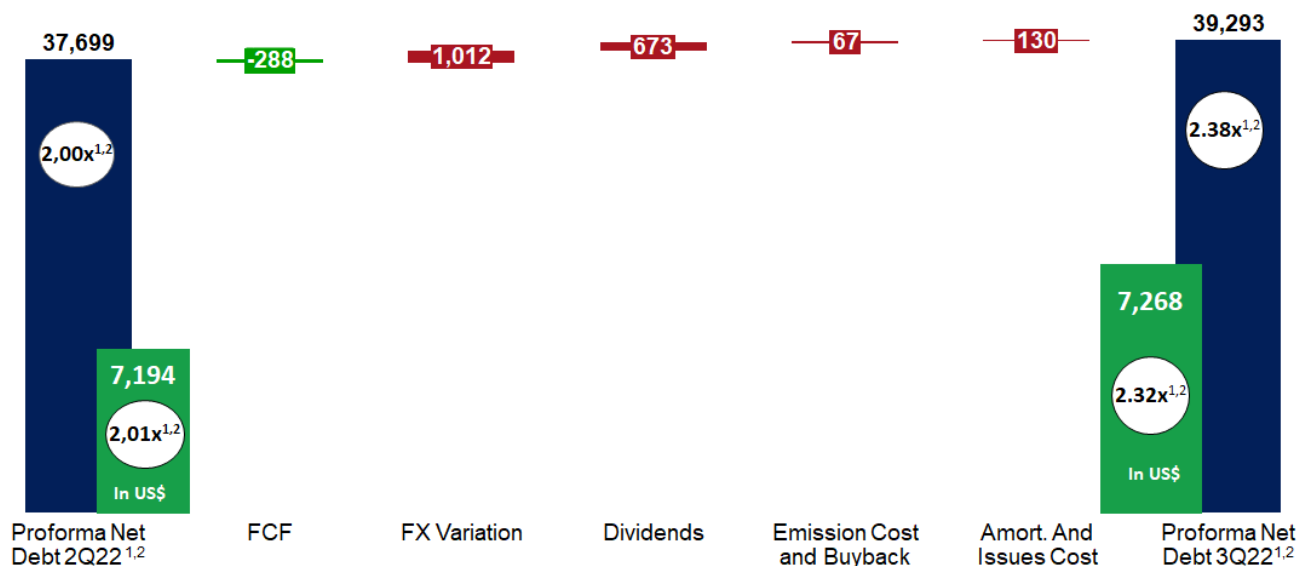 37,699
-288
1,012
673
67
130
39,293
2,00x1,2
2.38x1,2
7,194
2,01x1,2
In US$
7,268
2.32x1,2
In US$
Proforma Net
Debt 2Q22 1,2
FCF
FX Variation
Dividends
Emission Cost
and Buyback
Amort. And
Issues Cost
Proforma Net
Debt 3Q221,2